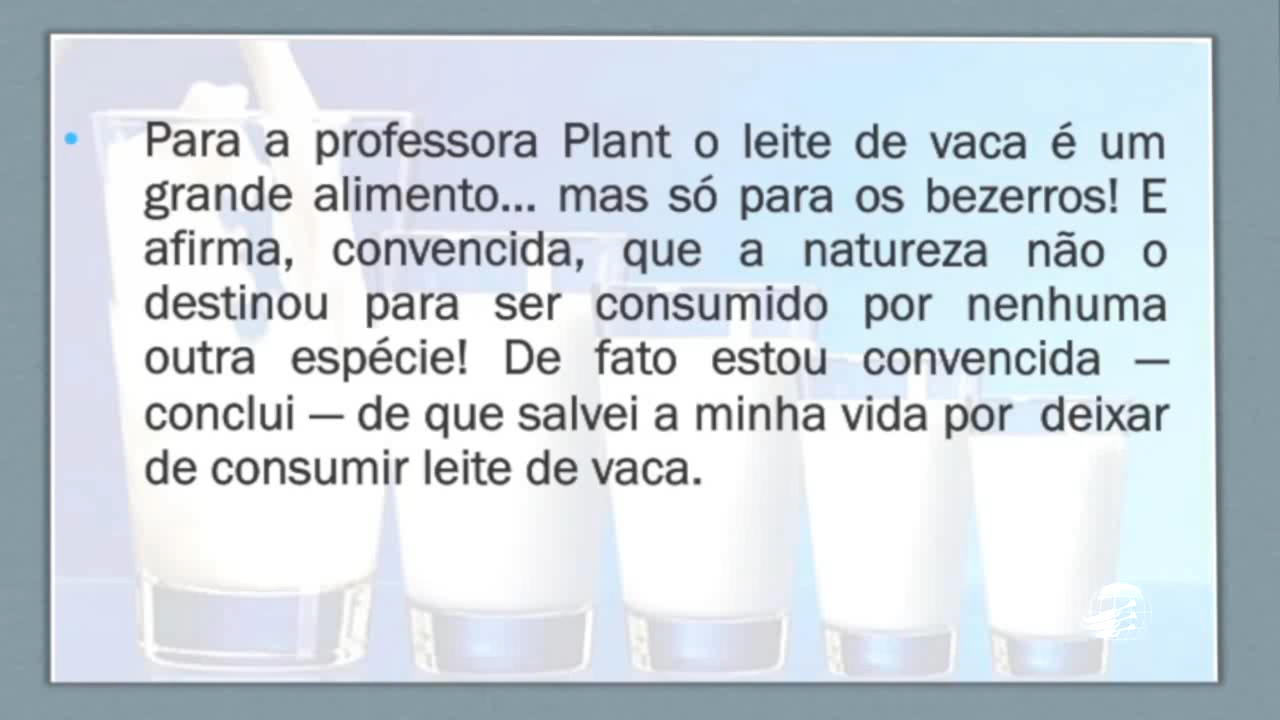 • Para a professora Plant o leite de vaca é um
grande alimento... mas só para os bezerros! E
afirma, convencida, que a natureza não o
destinou para ser consumido por nenhuma
outra espécie! De fato estou convencida —
conclui — de que salvei a minha vida por deixar
de consumir leite de vaca.